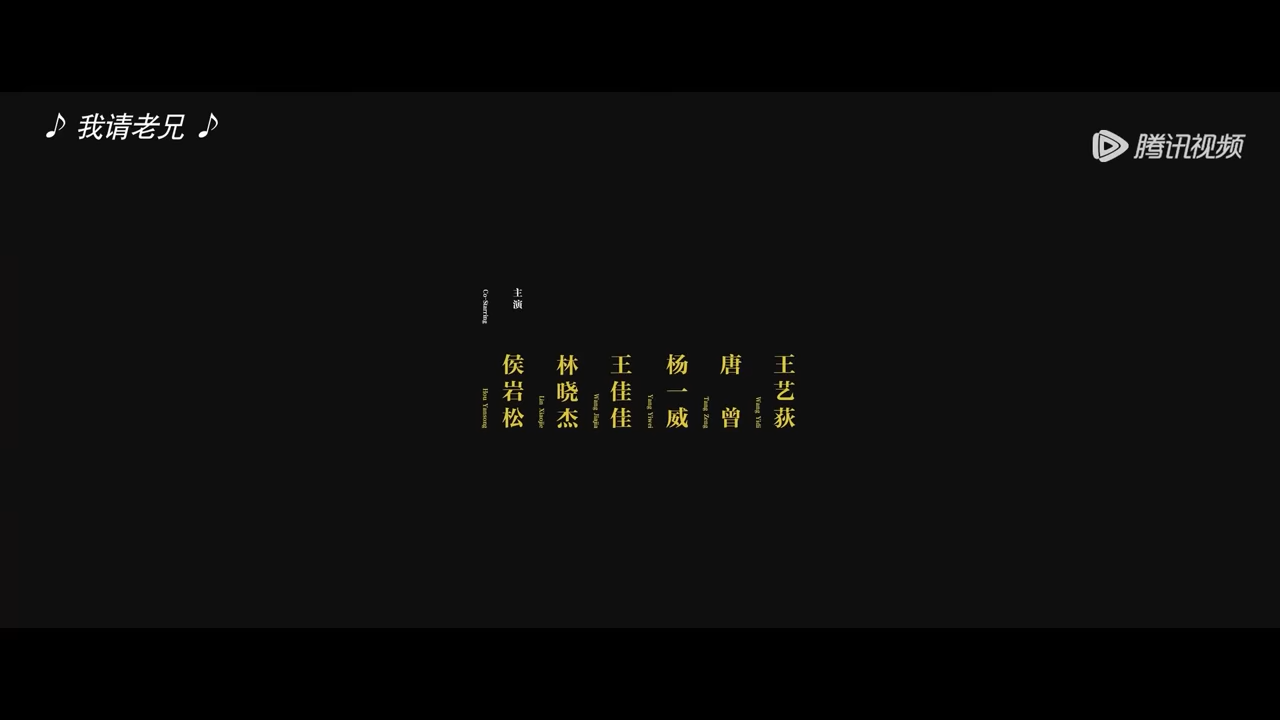 ♪ 我请老兄 ♪
腾讯视频
主演
Co-Starring
侯岩松
Hou Yansong
林晓杰
Lin Xiaojie
王佳佳
Wang Jiajia
杨一威
Yang Yiwei
唐曾
Tang Zeng
王艺荻
Wang Yidi